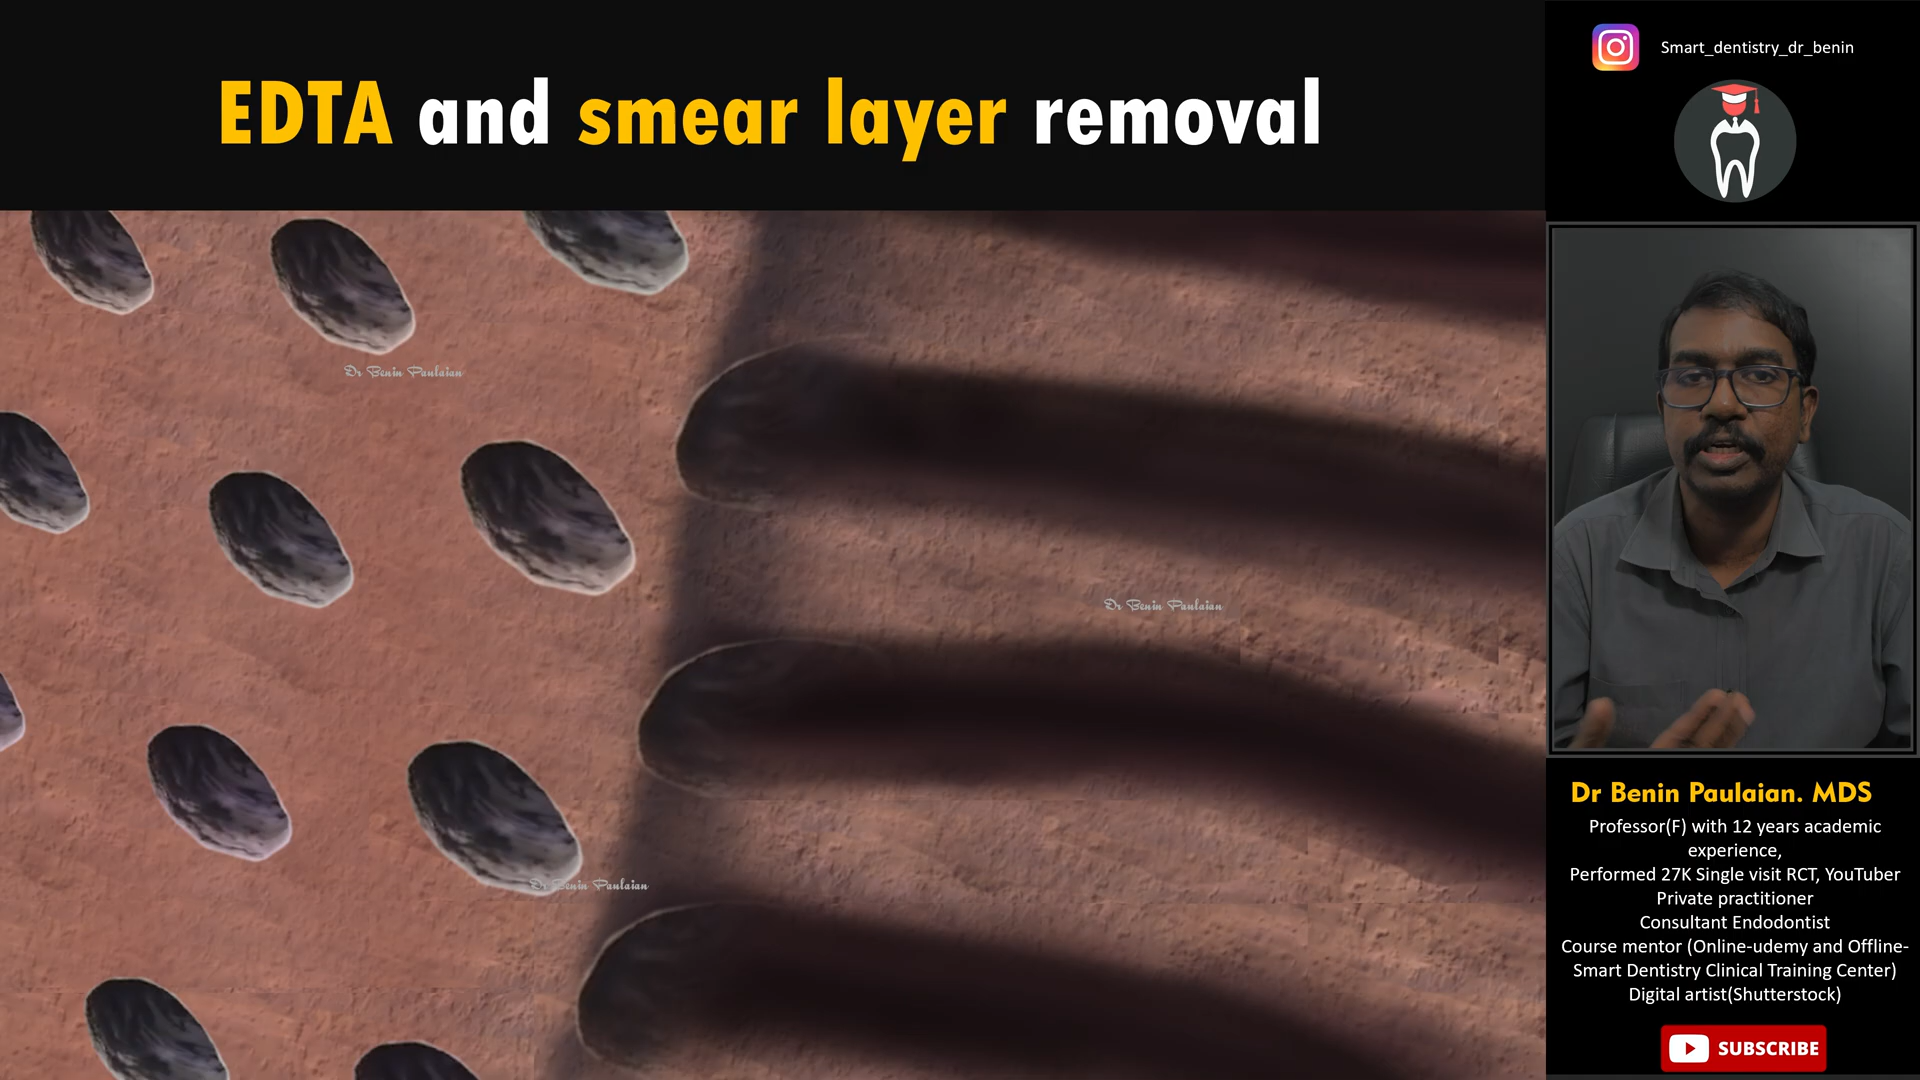 EDTA and smear layer removal
Smart_dentistry_dr_benin
Dr Benin Paulaian
Dr Benin Paulaian
Dr Benin Paulaian
Dr Benin Paulaian. MDS
Professor(F) with 12 years academic
experience,
Performed 27K Single visit RCT, YouTuber
Private practitioner
Consultant Endodontist
Course mentor (Online-udemy and Offline-
Smart Dentistry Clinical Training Center)
Digital artist(Shutterstock)
SUBSCRIBE